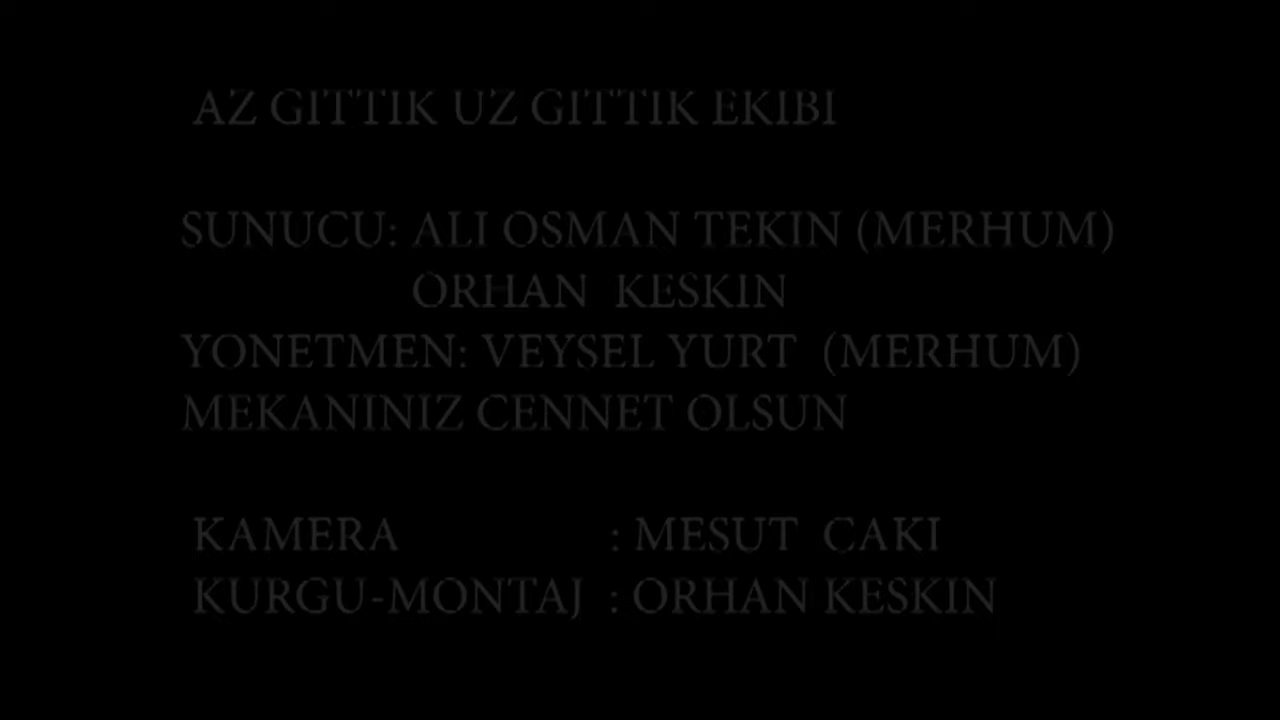 AZ GITTIK UZ GITTIK EKIBI
SUNUCU: ALI OSMAN TEKIN (MERHUM)
ORHAN KESKIN
YONETMEN: VEYSEL YURT (MERHUM)
MEKANINIZ CENNET OLSUN
KAMERA : MESUT CAKI
KURGU-MONTAJ : ORHAN KESKIN